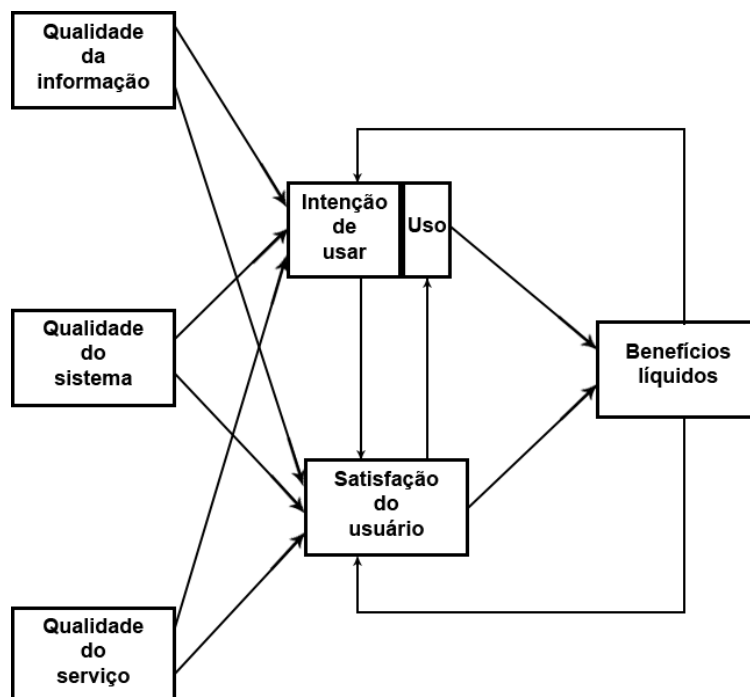 Qualidade
da
informação
Intenção
de
usar
Uso
Qualidade
do
sistema
Benefícios
líquidos
Satisfação
do
usuário
Qualidade
do
serviço